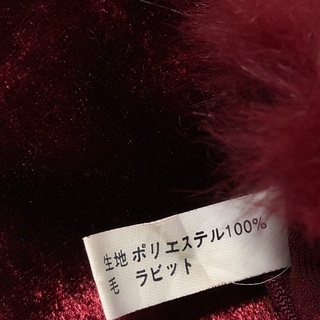 生地 ポリエステル100%
毛 ラビット